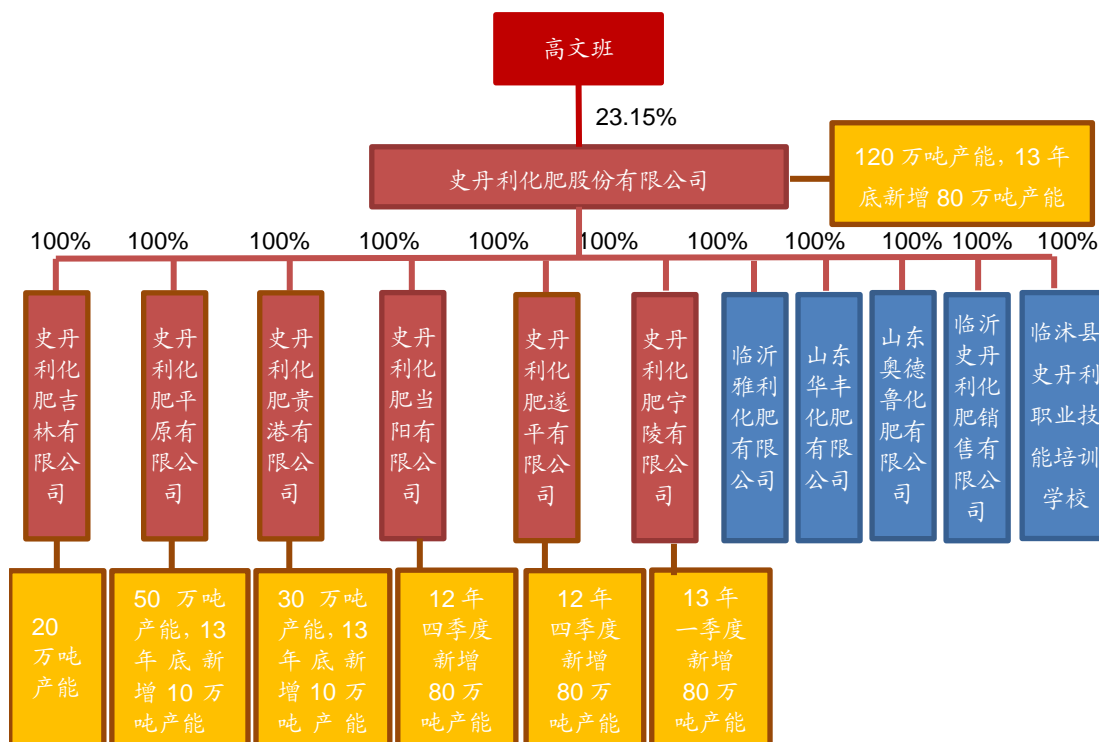 高文班
23.15%
史丹利化肥股份有限公司
120 万吨产能，13 年
底新增 80 万吨产能
100% 100% 100% 100% 100% 100% 100% 100% 100% 100% 100%
史丹
利化
肥吉
林有
限公
司
史丹
利化
肥平
原有
限公
司
史丹
利化
肥贵
港有
限公
司
史丹
利化
肥当
阳有
限公
司
史丹
利化
肥遂
平有
限公
司
史丹
利化
肥宁
陵有
限公
司
临沂
雅利
化肥
有限
公司
山东
华丰
化肥
有限
公司
山东
奥德
鲁化
肥有
限公
司
临沂
史丹
利化
肥销
售有
限公
司
临沭县
史丹利
职业技
能培训
学校
20
万吨
产能
50 万吨
产能，13
年底新
增 10 万
吨产能
30 万吨
产能，13
年底新
增 10 万
吨产能
12 年
四季度
新增
80 万
吨产能
12 年
四季度
新增
80 万
吨产能
13 年
一季度
新增
80 万
吨产能